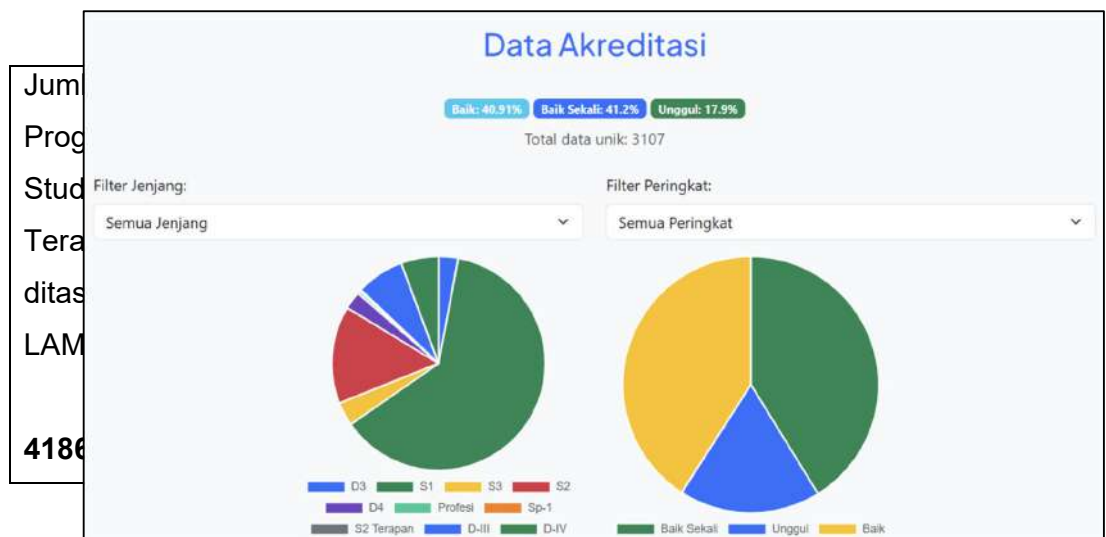 Data Akreditasi
Baik: 40.91% Baik Sekali: 41.2% Unggul: 17.9%
Total data unik: 3107
Filter Jenjang: Filter Peringkat:
Semua Jenjang Semua Peringkat
D3 S1 S3 S2
D4 Profesi Sp-1
S2 Terapan D-III D-IV
Baik Sekali Unggul Baik
Juml
Prog
Stud
Tera
ditas
LAM
4186